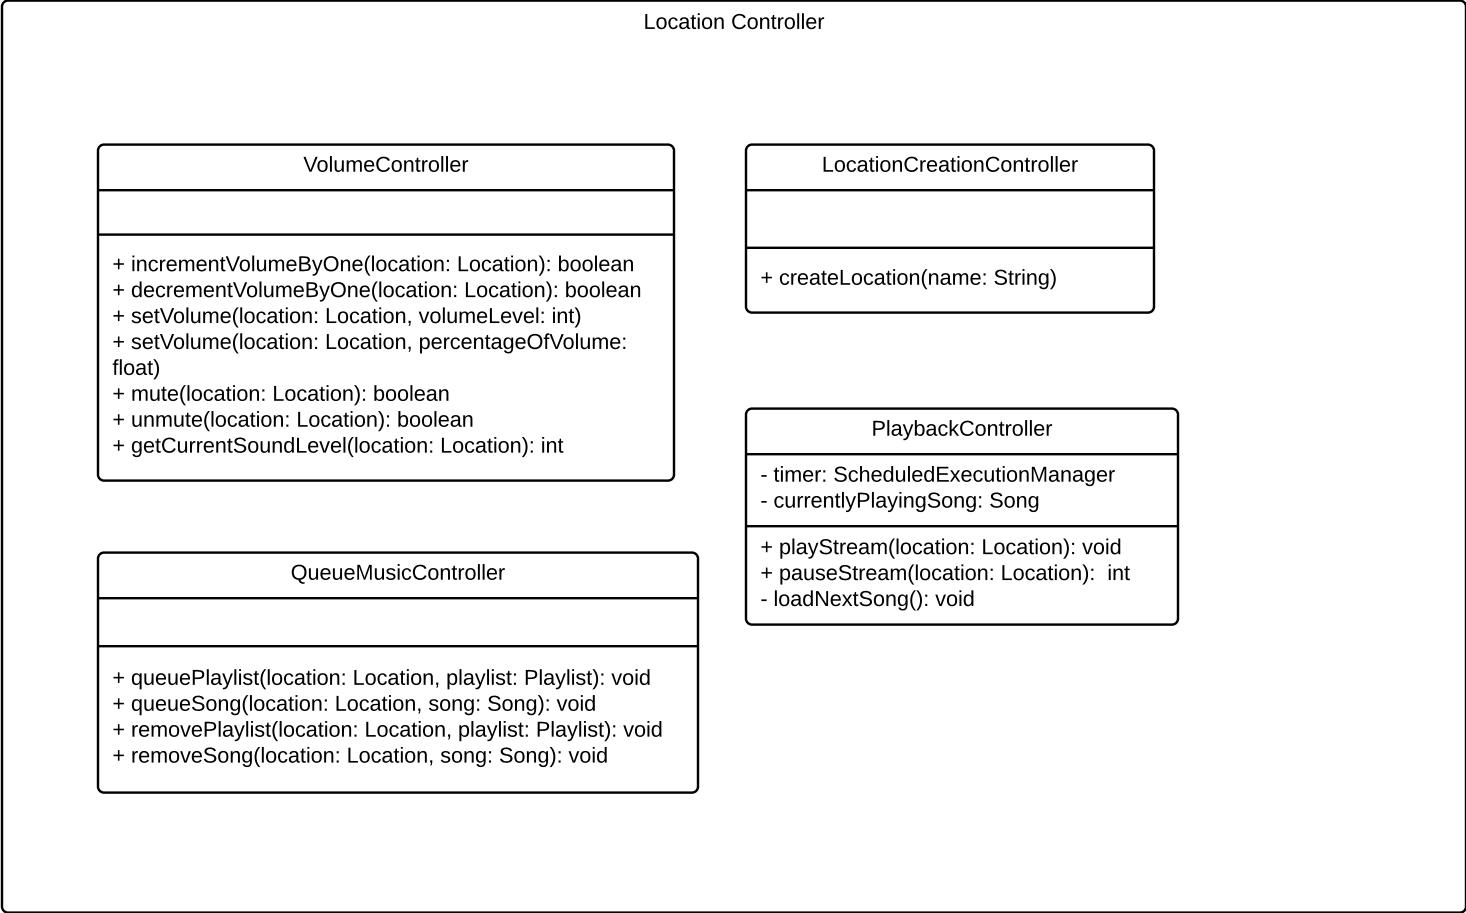 Location Controller
VolumeController
+ incrementVolumeByOne(location: Location): boolean
+ decrementVolumeByOne(location: Location): boolean
+ setVolume(location: Location, volumeLevel: int)
+ setVolume(location: Location, percentageOfVolume:
float)
+ mute(location: Location): boolean
+ unmute(location: Location): boolean
+ getCurrentSoundLevel(location: Location): int
LocationCreationController
+ createLocation(name: String)
PlaybackController
- timer: ScheduledExecutionManager
- currentlyPlayingSong: Song
+ playStream(location: Location): void
+ pauseStream(location: Location):  int
- loadNextSong(): void
QueueMusicController
+ queuePlaylist(location: Location, playlist: Playlist): void
+ queueSong(location: Location, song: Song): void
+ removePlaylist(location: Location, playlist: Playlist): void
+ removeSong(location: Location, song: Song): void